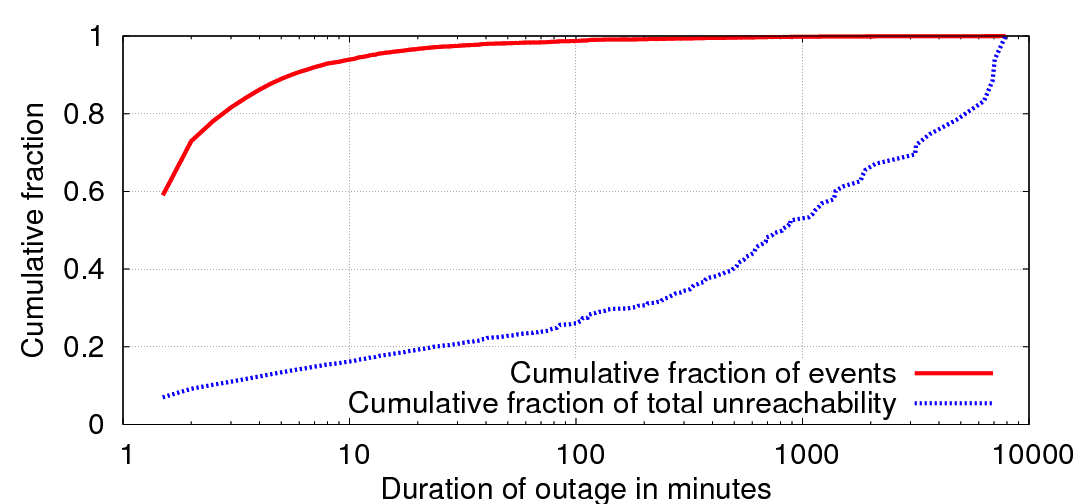 1
0.8
0.6
0.4
0.2
0
Cumulative fraction
Cumulative fraction of events
Cumulative fraction of total unreachability
1 10 100 1000 10000
Duration of outage in minutes